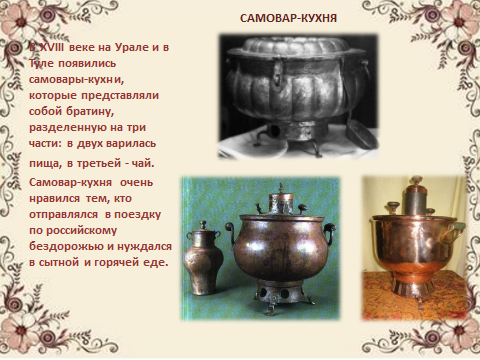 САМОВАР-КУХНЯ
В XVIII веке на Урале и в
Туле появились
самовары-кухни,
которые представляли
собой братину,
разделенную на три
части: в двух варилась
пища, в третьей - чай.
Самовар-кухня очень
нравился тем, кто
отправлялся в поездку
по российскому
бездорожью и нуждался
в сытной и горячей еде.